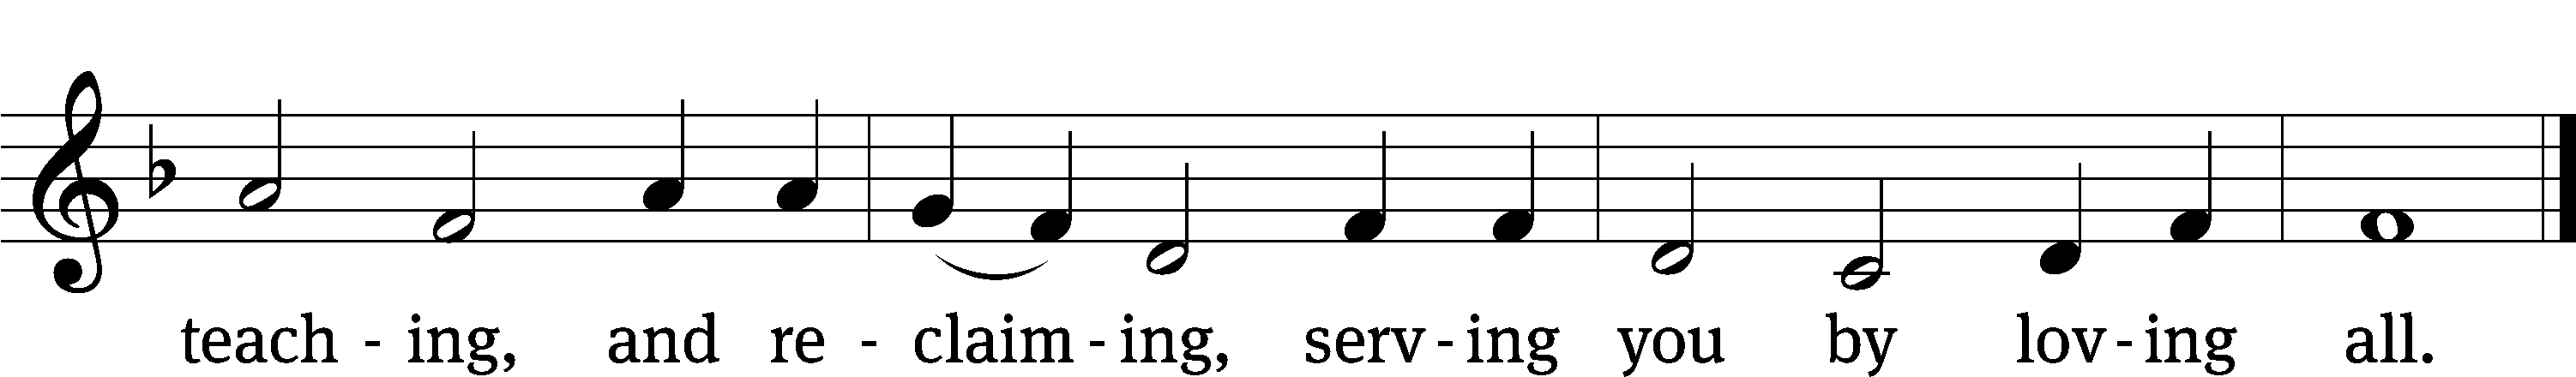 teach - ing, and re - claim - ing, serv - ing you by lov - ing all.